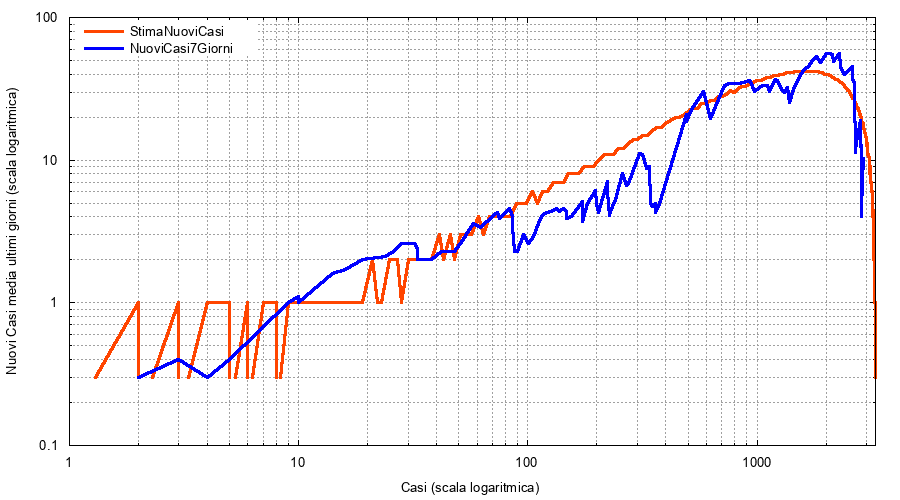 100
StimaNuoviCasi
NuoviCasi7Giorni
Nuovi Casi media ultimi giorni (scala logaritmica)
10
1
0.1
1 10 100 1000
Casi (scala logaritmica)